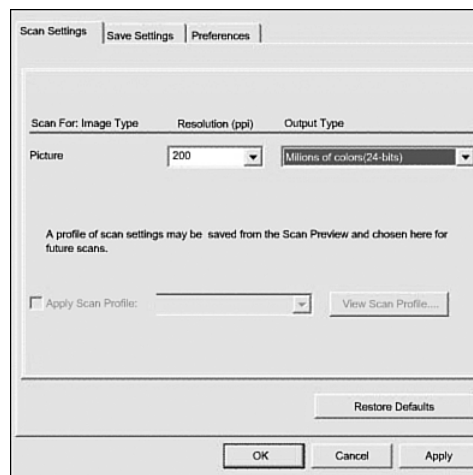 Scan Settings Save Settings Preferences
Scan For: Image Type Resolution (ppi) Output Type
Picture 200 Milions of colors(24-bits)
A profile of scan settings may be saved from the Scan Preview and chosen here for
future scans.
Apply Scan Profile: View Scan Profile....
Restore Defaults
OK Cancel Apply